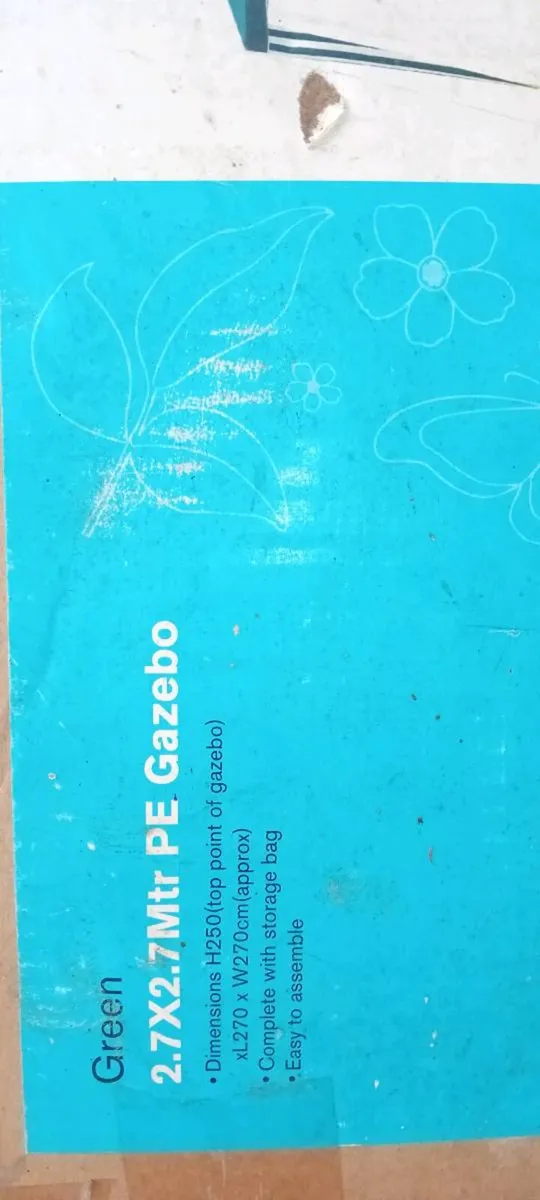 Green
2.7X2.7Mtr PE Gazebo
• Dimensions H250(top point of gazebo)
xL270 x W270cm(approx)
• Complete with storage bag
• Easy to assemble